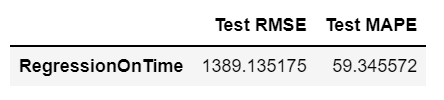 Test RMSE Test MAPE
RegressionOnTime 1389.135175 59.345572